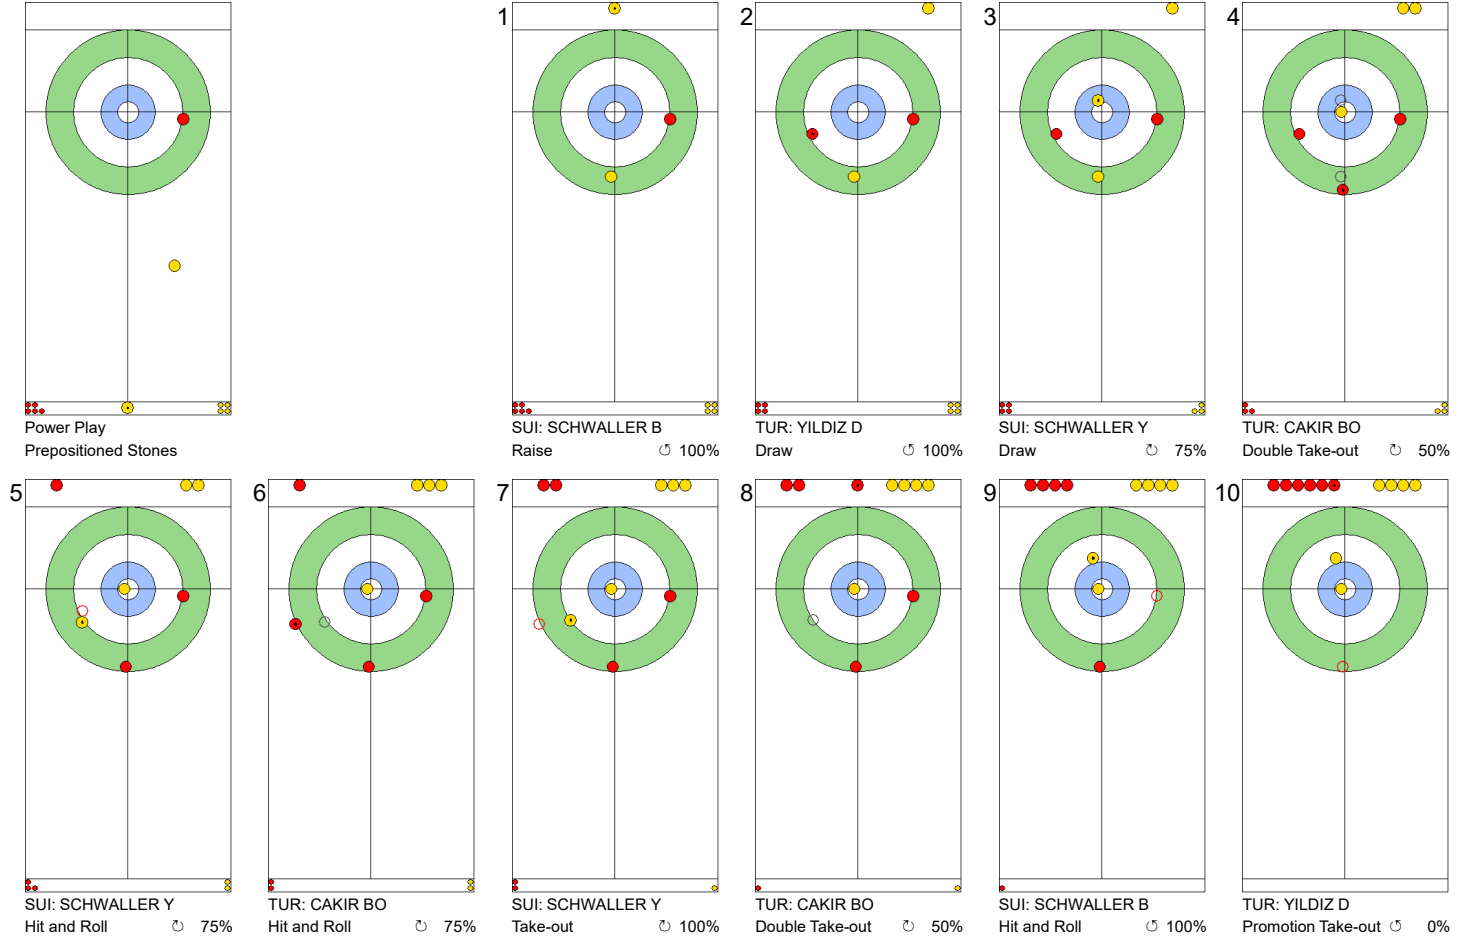 1
2
3
4
Power Play
Prepositioned Stones
SUI: SCHWALLER B
Raise ↺ 100%
TUR: YILDIZ D
Draw ↺ 100%
SUI: SCHWALLER Y
Draw ↻ 75%
TUR: CAKIR BO
Double Take-out ↻ 50%
5
6
7
8
9
10
SUI: SCHWALLER Y
Hit and Roll ↻ 75%
TUR: CAKIR BO
Hit and Roll ↻ 75%
SUI: SCHWALLER Y
Take-out ↻ 100%
TUR: CAKIR BO
Double Take-out ↻ 50%
SUI: SCHWALLER B
Hit and Roll ↻ 100%
TUR: YILDIZ D
Promotion Take-out ↺ 0%